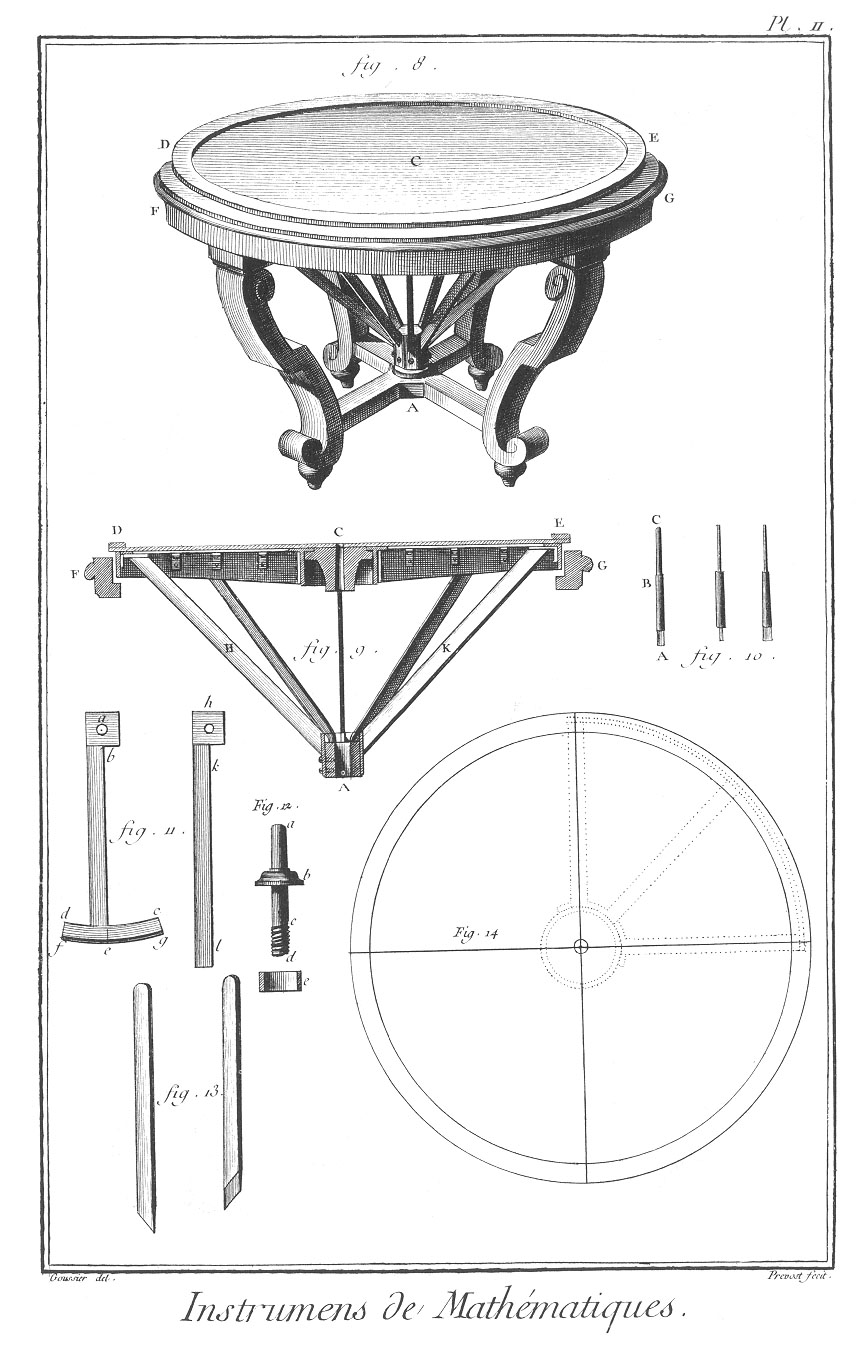 Pl. II.
fig. 8.
D
E
C
F
G
A
D
C
E
F
G
H
fig. 9.
K
A
C
B
A
fig. 10.
a
b
fig. 11.
d
c
f
e
g
h
k
l
Fig. 12.
a
b
c
d
e
fig. 13.
Fig. 14
Goussier del.
Prevost fecit.
Instrumens de Mathématiques.